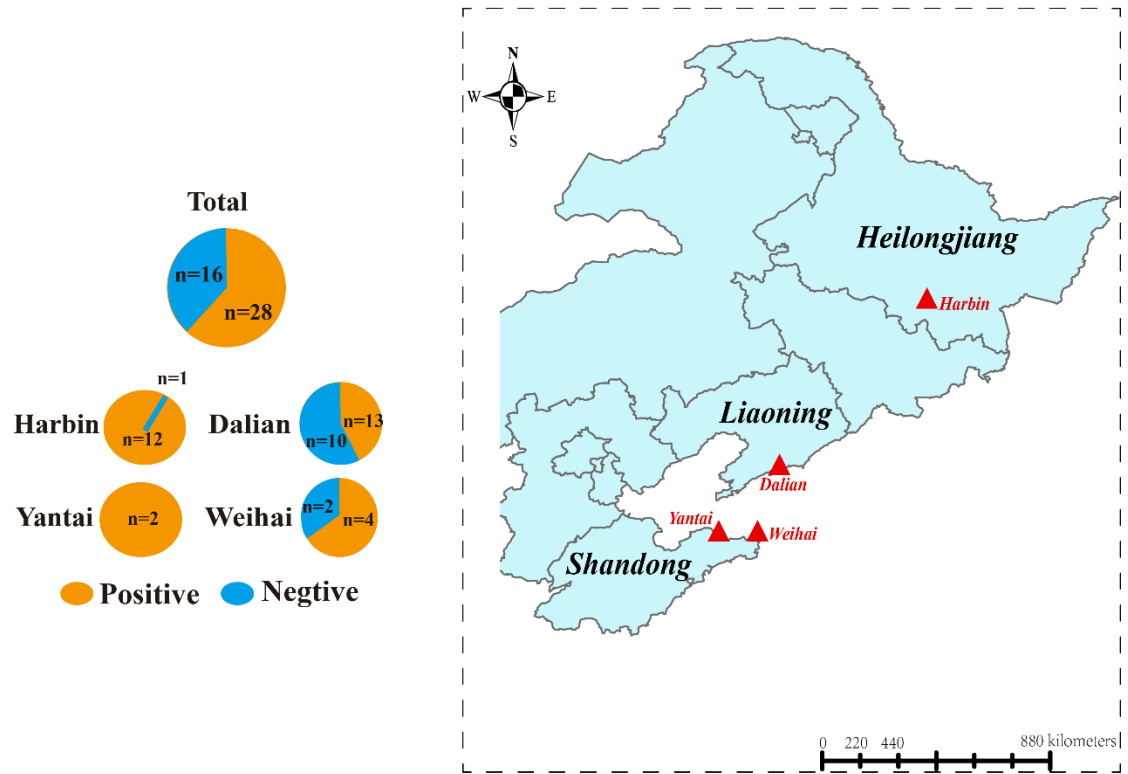 Total
n=16
n=28
n=1
Harbin
n=12
Dalian
n=13
n=10
Yantai
n=2
Weihai
n=2
n=4
Positive
Negtive
N
W
E
S
Heilongjiang
Harbin
Liaoning
Dalian
Yantai
Weihai
Shandong
0 220 440 880 kilometers